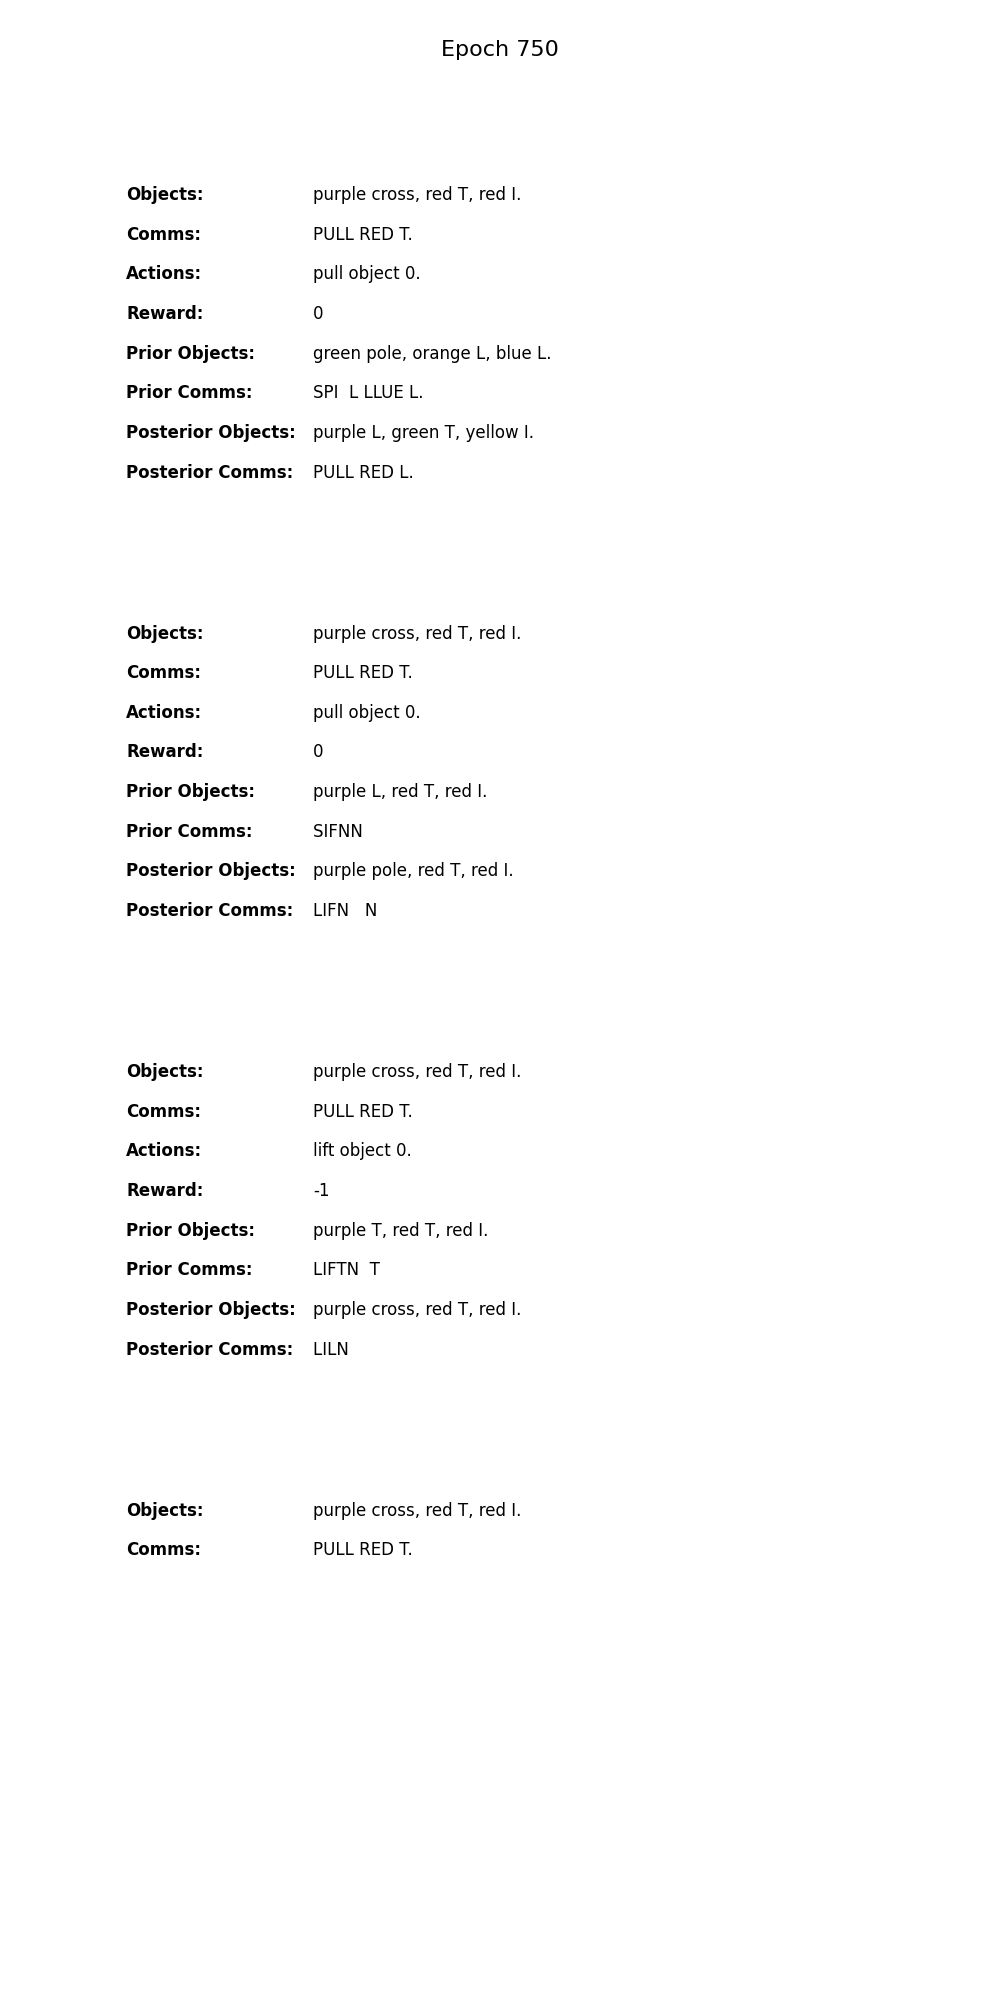 Epoch 750
Objects: purple cross, red T, red I.
Comms: PULL RED T.
Actions: pull object 0.
Reward: 0
Prior Objects: green pole, orange L, blue L.
Prior Comms: SPI  L LLUE L.
Posterior Objects: purple L, green T, yellow I.
Posterior Comms: PULL RED L.
Objects: purple cross, red T, red I.
Comms: PULL RED T.
Actions: pull object 0.
Reward: 0
Prior Objects: purple L, red T, red I.
Prior Comms: SIFNN
Posterior Objects: purple pole, red T, red I.
Posterior Comms: LIFN   N
Objects: purple cross, red T, red I.
Comms: PULL RED T.
Actions: lift object 0.
Reward: -1
Prior Objects: purple T, red T, red I.
Prior Comms: LIFTN  T
Posterior Objects: purple cross, red T, red I.
Posterior Comms: LILN
Objects: purple cross, red T, red I.
Comms: PULL RED T.